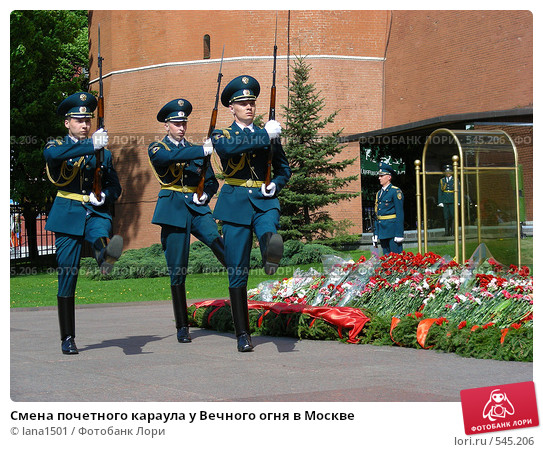 Смена почетного караула у Вечного огня в Москве
© lana1501 / Фотобанк Лори
ФОТОБАНК ЛОРИ
lori.ru | 545.206